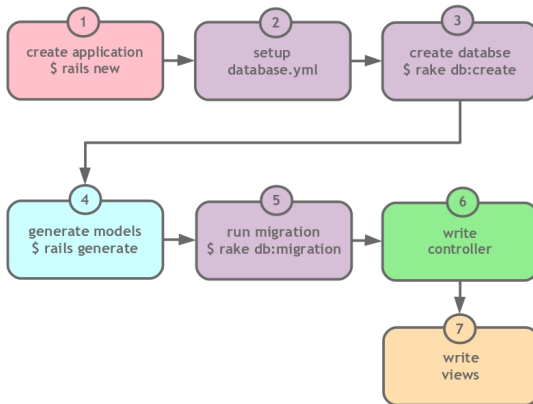 1
create application
$ rails new
2
setup
database.yml
3
create databse
$ rake db:create
4
generate models
$ rails generate
5
run migration
$ rake db:migration
6
write
controller
7
write
views